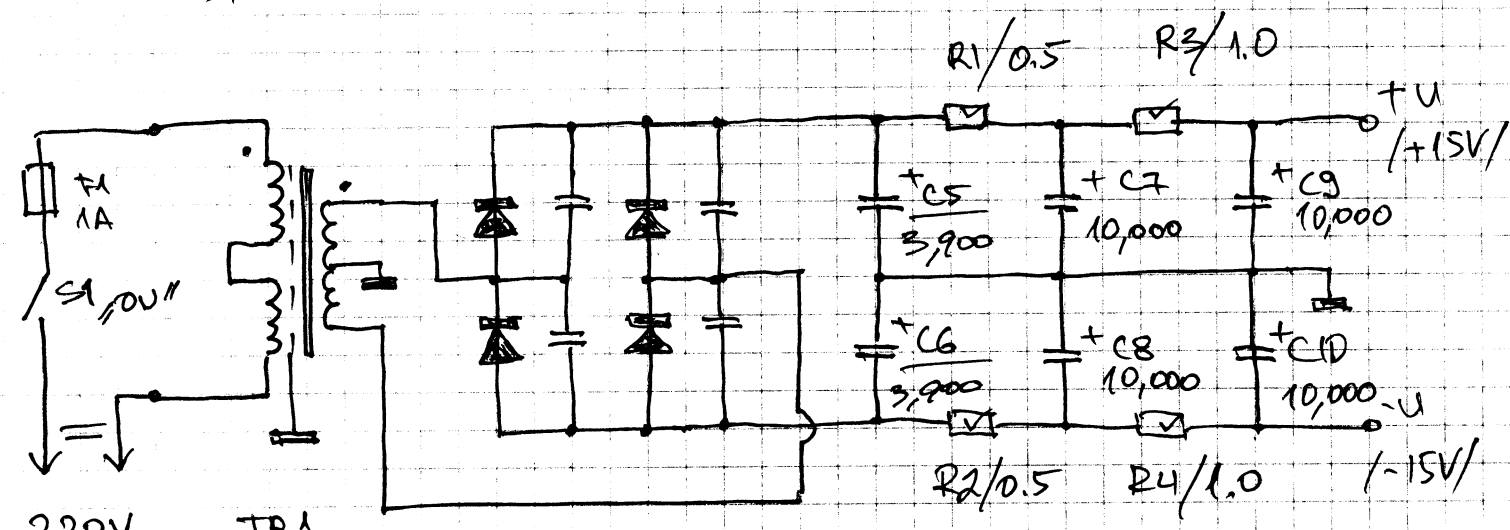 R1/0.5
R3/1.0
+U
/+15V/
F1
1A
S1 „OU"
+ C5
3,900
+ C7
10,000
+ C9
10,000
+ C6
3,900
+ C8
10,000
+ C10
10,000
-U
/-15V/
R2/0.5
R4/1.0
220V
TR1